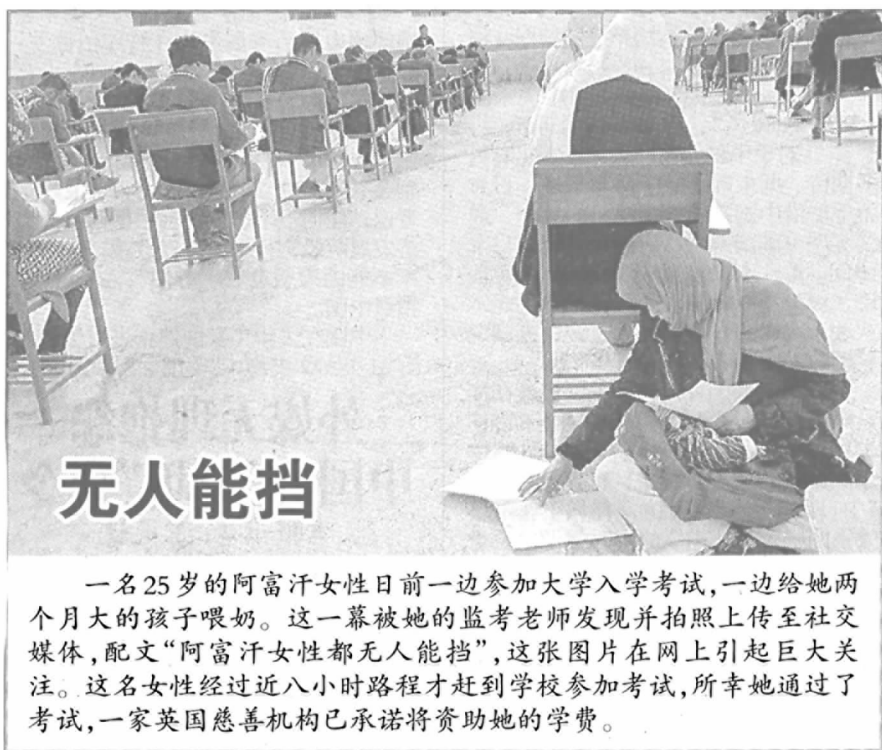 无人能挡
一名25岁的阿富汗女性日前一边参加大学入学考试,一边给她两
个月大的孩子喂奶。这一幕被她的监考老师发现并拍照上传至社交
媒体,配文“阿富汗女性都无人能挡”,这张图片在网上引起巨大关
注。这名女性经过近八小时路程才赶到学校参加考试,所幸她通过了
考试,一家英国慈善机构已承诺将资助她的学费。